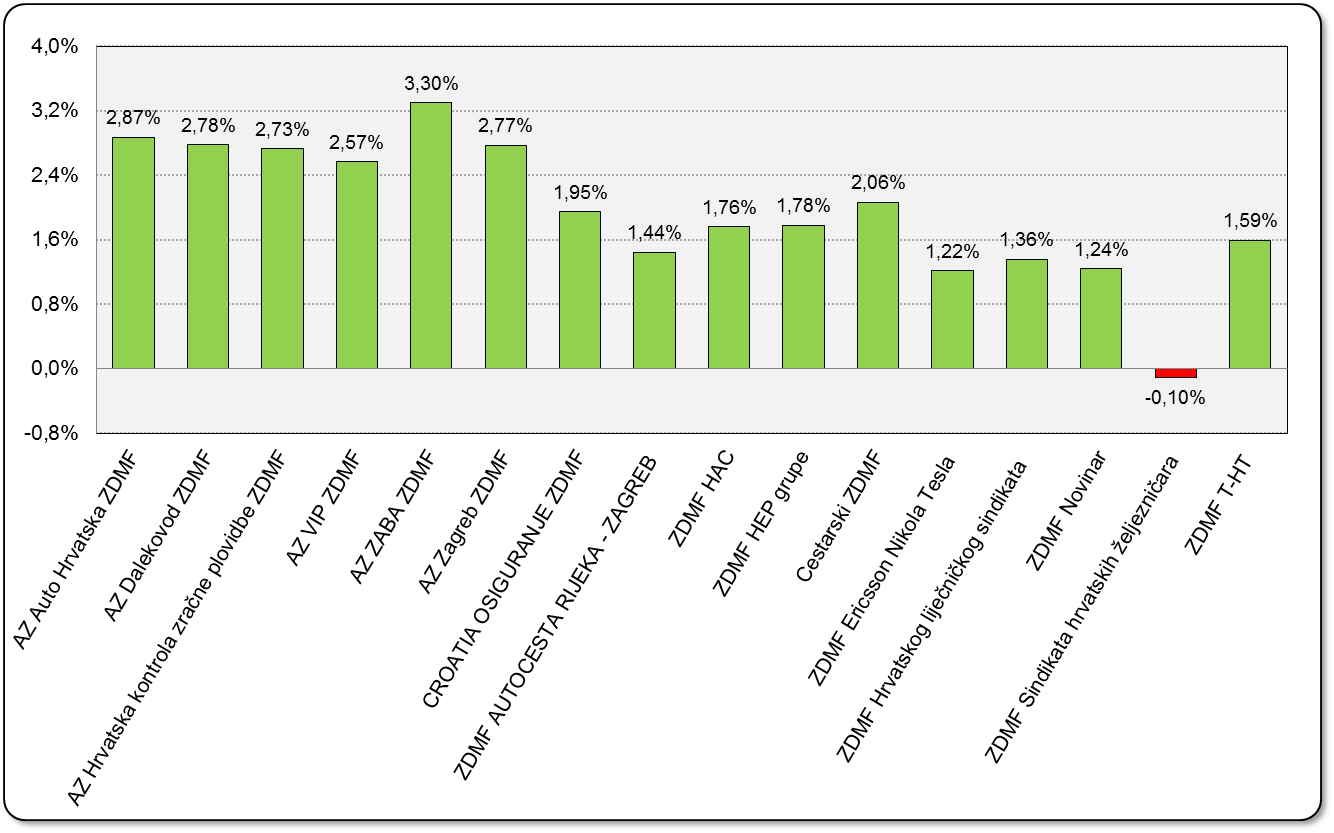 4,0%
3,2%
2,4%
1,6%
0,8%
0,0%
-0,8%
2,87%
2,78%
2,73%
2,57%
3,30%
2,77%
1,95%
1,44%
1,76%
1,78%
2,06%
1,22%
1,36%
1,24%
-0,10%
1,59%
AZ Auto Hrvatska ZDMF
AZ Dalekovod ZDMF
AZ Hrvatska kontrola zračne plovidbe ZDMF
AZ VIP ZDMF
AZ ZABA ZDMF
AZ Zagreb ZDMF
CROATIA OSIGURANJE ZDMF
ZDMF AUTOCESTA RIJEKA - ZAGREB
ZDMF HAC
ZDMF HEP grupe
Cestarski ZDMF
ZDMF Ericsson Nikola Tesla
ZDMF Hrvatskog liječničkog sindikata
ZDMF Novinar
ZDMF Sindikata hrvatskih željezničara
ZDMF T-HT